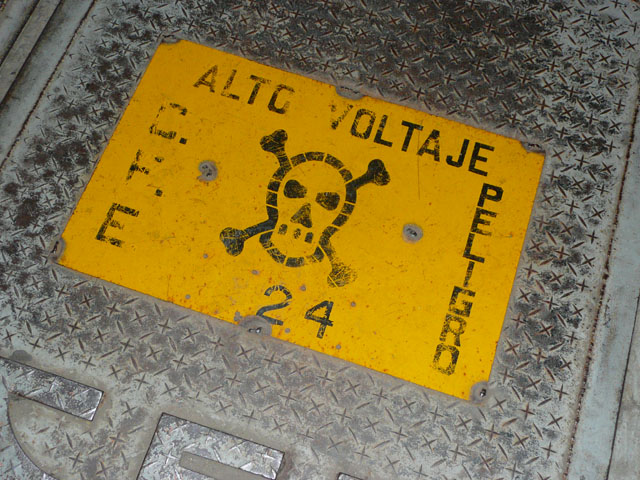 ALTO VOLTAJE
E.F.C
PELIGRO
24